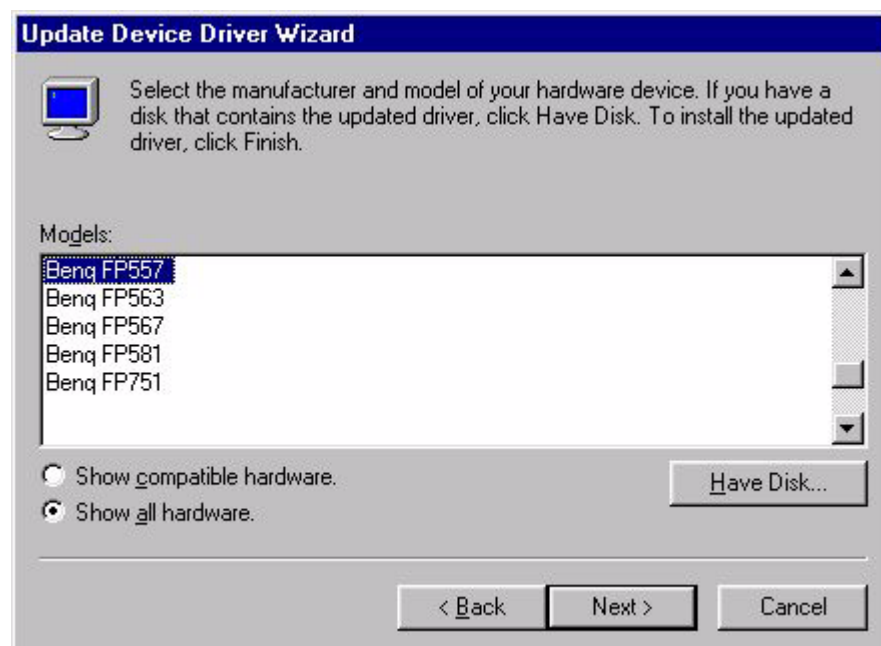 Update Device Driver Wizard
Select the manufacturer and model of your hardware device. If you have a
disk that contains the updated driver, click Have Disk. To install the updated
driver, click Finish.
Models:
Benq FP557
Benq FP563
Benq FP567
Benq FP581
Benq FP751
Show compatible hardware.
Show all hardware.
Have Disk...
< Back
Next >
Cancel